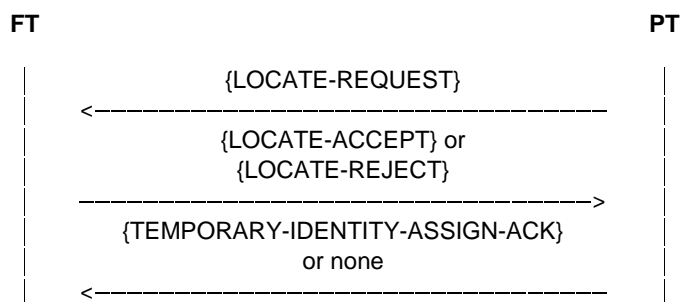 FT PT
{LOCATE-REQUEST}
{LOCATE-ACCEPT} or
{LOCATE-REJECT}
{TEMPORARY-IDENTITY-ASSIGN-ACK}
or none